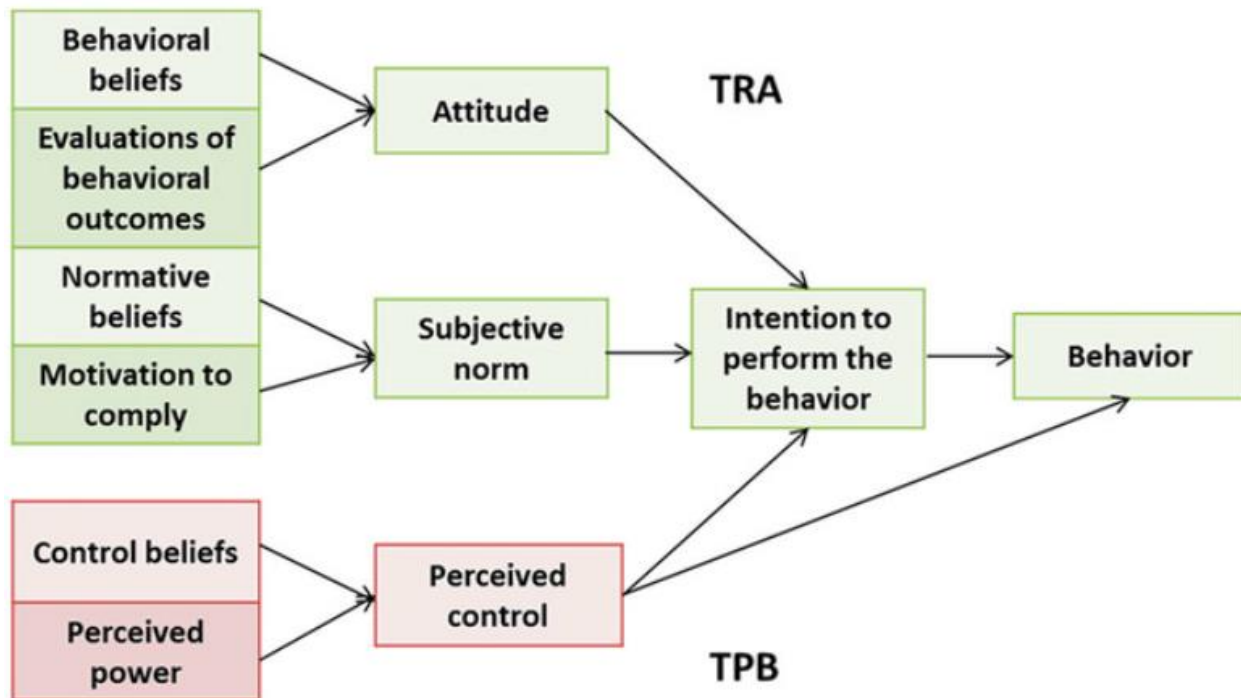 Behavioral
beliefs
Evaluations of
behavioral
outcomes
Normative
beliefs
Motivation to
comply
Attitude
TRA
Subjective
norm
Intention to
perform the
behavior
Behavior
Control beliefs
Perceived
power
Perceived
control
TPB